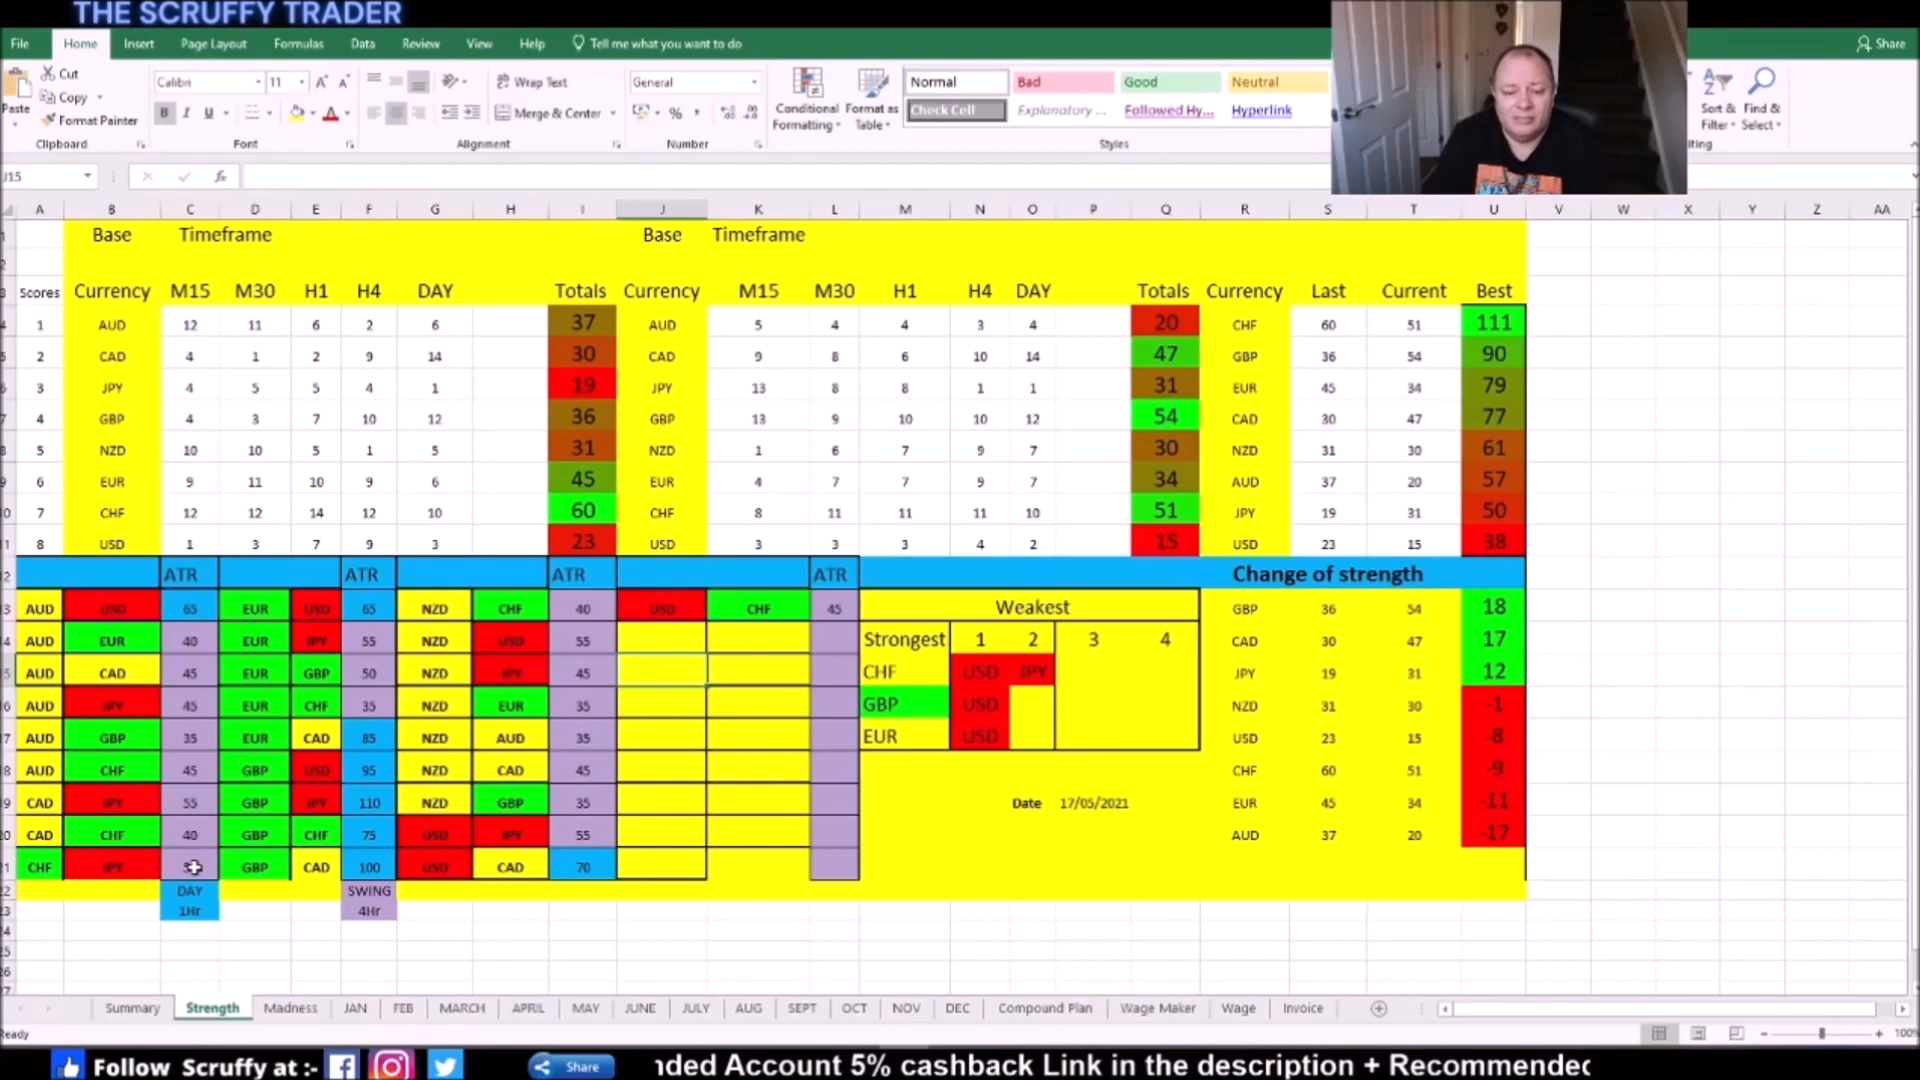 THE SCRUFFY TRADER
File Home Insert Page Layout Formulas Data Review View Help Tell me what you want to do Share
Cut
Copy
Format Painter
Paste
Calibri 11
B I U
Wrap Text
Merge & Center
General
%
Conditional Formatting
Format as Table
Normal Bad Good Neutral
Check Cell Explanatory ... Followed Hy... Hyperlink
Sort & Filter
Find & Select
Clipboard Font Alignment Number Styles
fx
A B C D E F G H I J K L M N O P Q R S T U V W X Y Z AA
Base Timeframe Base Timeframe
Scores Currency M15 M30 H1 H4 DAY Totals Currency M15 M30 H1 H4 DAY Totals Currency Last Current Best
1 AUD 12 11 6 2 6 37 AUD 5 4 4 3 4 20 CHF 60 51 111
2 CAD 4 1 2 9 14 30 CAD 9 8 6 10 14 47 GBP 36 54 90
3 JPY 4 5 5 4 1 19 JPY 13 8 8 1 1 31 EUR 45 34 79
4 GBP 4 3 7 10 12 36 GBP 13 9 10 10 12 54 CAD 30 47 77
5 NZD 10 10 5 1 5 31 NZD 1 6 7 9 7 30 NZD 31 30 61
6 EUR 9 11 10 9 6 45 EUR 4 7 7 9 7 34 AUD 37 20 57
7 CHF 12 12 14 12 10 60 CHF 8 11 11 11 10 51 JPY 19 31 50
8 USD 1 3 7 9 3 23 USD 3 3 3 4 2 15 USD 23 15 38
ATR ATR ATR ATR Change of strength
AUD USD 65 EUR USD 65 NZD CHF 40 USD CHF 45 Weakest GBP 36 54 18
AUD EUR 40 EUR JPY 55 NZD USD 55 Strongest 1 2 3 4 CAD 30 47 17
AUD CAD 45 EUR GBP 50 NZD JPY 45 CHF USD JPY JPY 19 31 12
AUD JPY 45 EUR CHF 35 NZD EUR 35 GBP USD NZD 31 30 -1
AUD GBP 35 EUR CAD 85 NZD AUD 35 EUR USD USD 23 15 -8
AUD CHF 45 GBP USD 95 NZD CAD 45 CHF 60 51 -9
CAD JPY 55 GBP JPY 110 NZD GBP 35 Date 17/05/2021 EUR 45 34 -11
CAD CHF 40 GBP CHF 75 USD JPY 55 AUD 37 20 -17
CHF JPY GBP CAD 100 USD CAD 70
DAY SWING
1Hr 4Hr
Summary Strength Madness JAN FEB MARCH APRIL MAY JUNE JULY AUG SEPT OCT NOV DEC Compound Plan Wage Maker Wage Invoice
Ready
100%
Follow Scruffy at :- Share nded Account 5% cashback Link in the description + Recommended